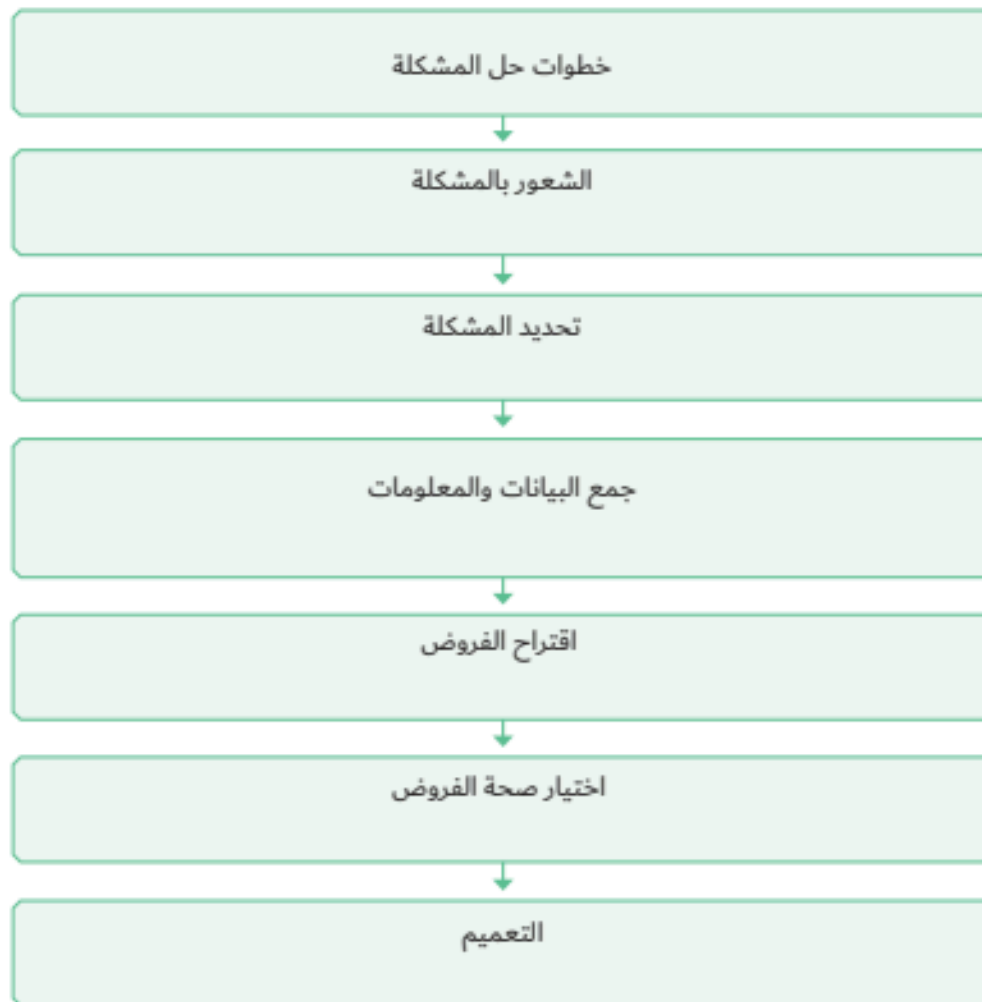 خطوات حل المشكلة
الشعور بالمشكلة
تحديد المشكلة
جمع البيانات والمعلومات
اقتراح الفروض
اختيار صحة الفروض
التعميم